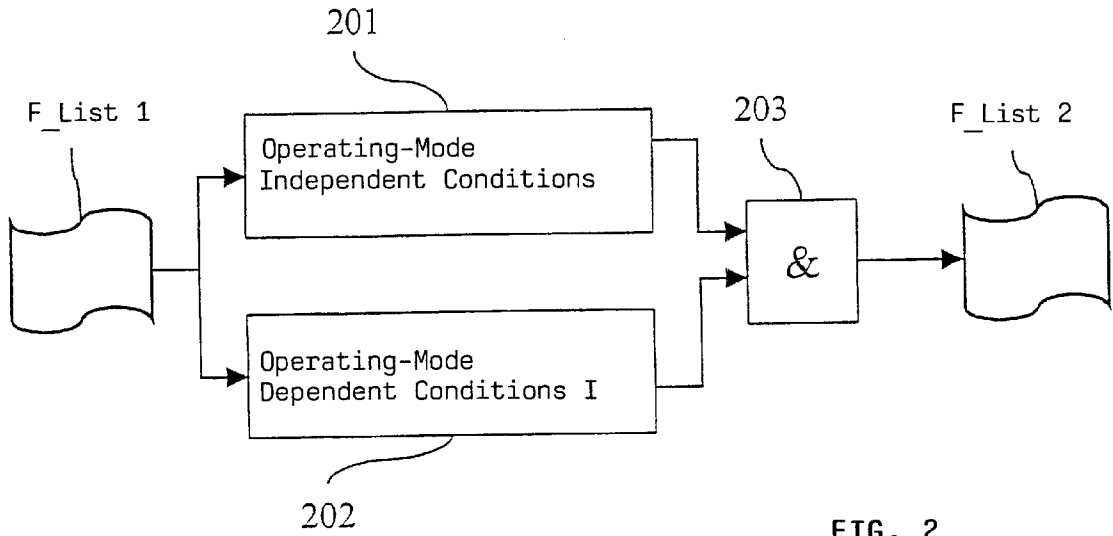 201
F_List 1
203
F_List 2
Operating-Mode
Independent Conditions
&
Operating-Mode
Dependent Conditions I
202
FIG. 2